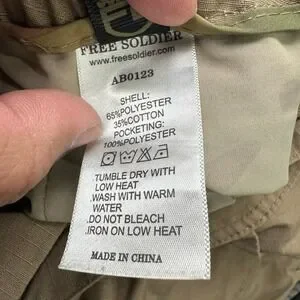 FREE SOLDIER
www.freesoldier.com
AB0123
SHELL:
65%POLYESTER
35%COTTON
POCKETING:
100%POLYESTER
.TUMBLE DRY WITH
LOW HEAT
.WASH WITH WARM
WATER
.DO NOT BLEACH
.IRON ON LOW HEAT
MADE IN CHINA